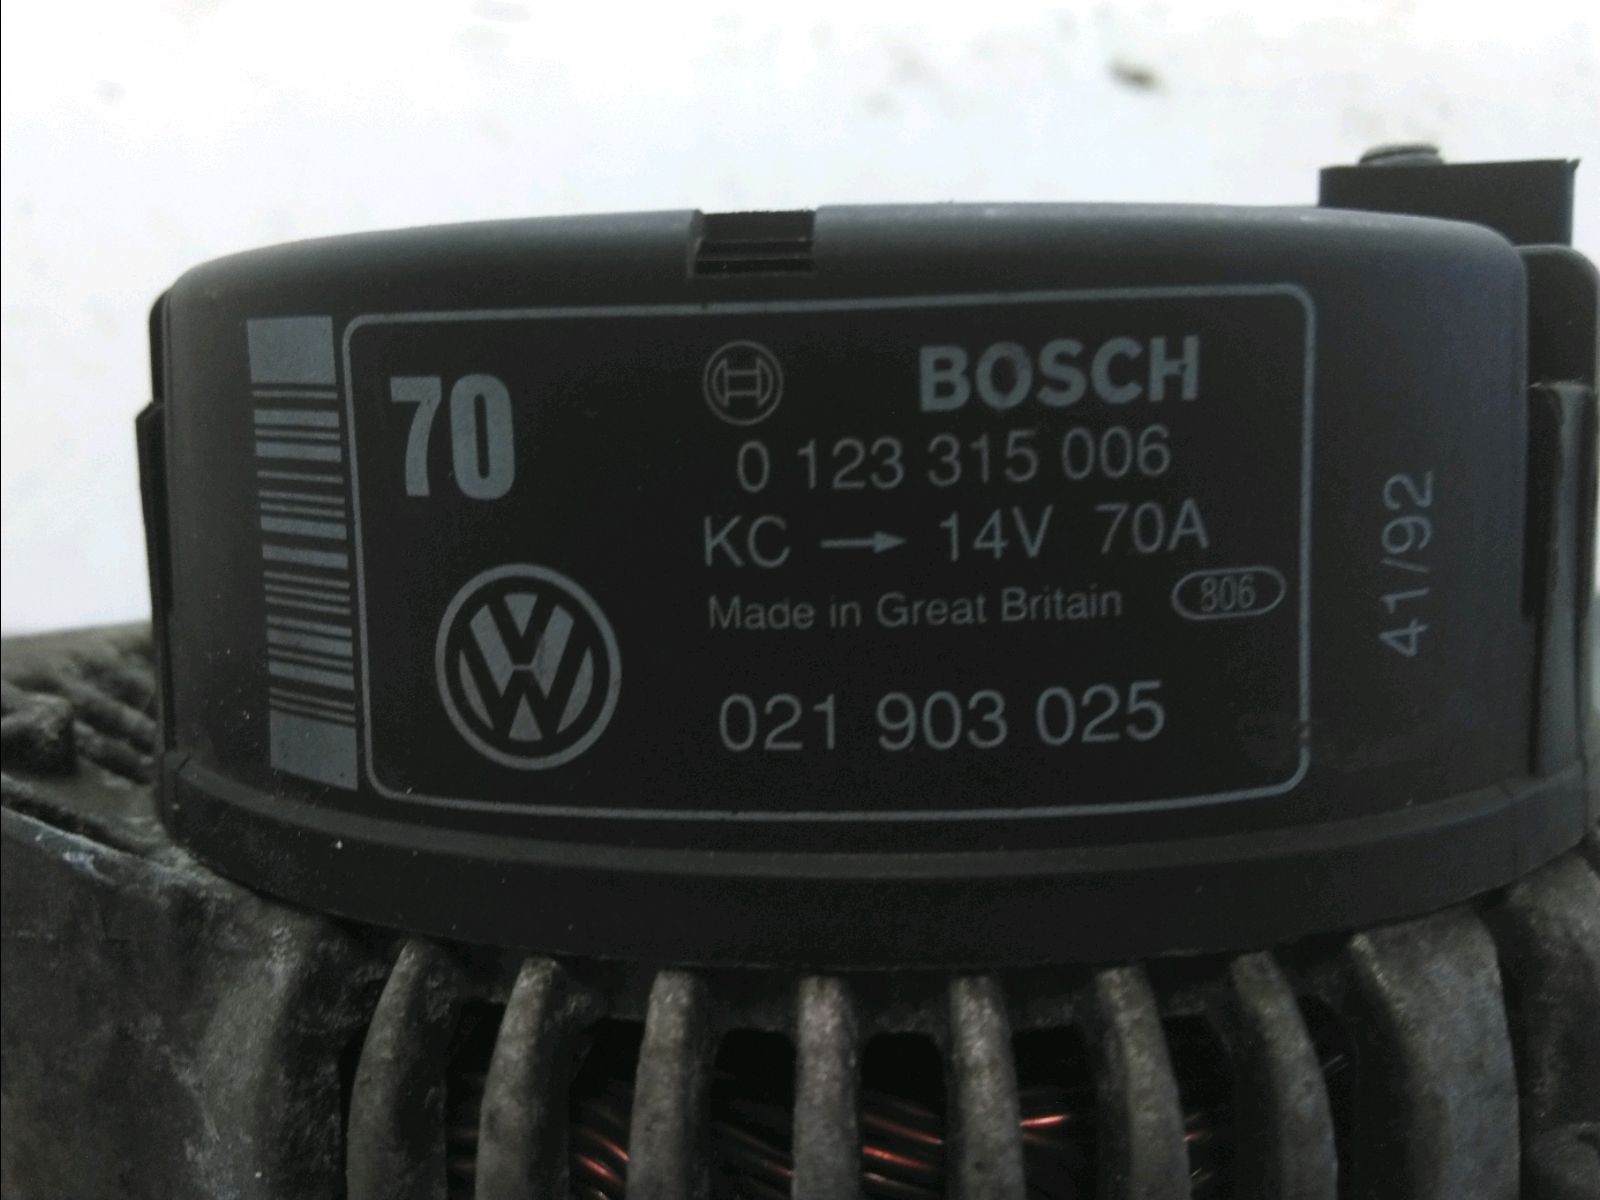 70
BOSCH
0 123 315 006
KC → 14V 70A
Made in Great Britain 806
021 903 025
41/92